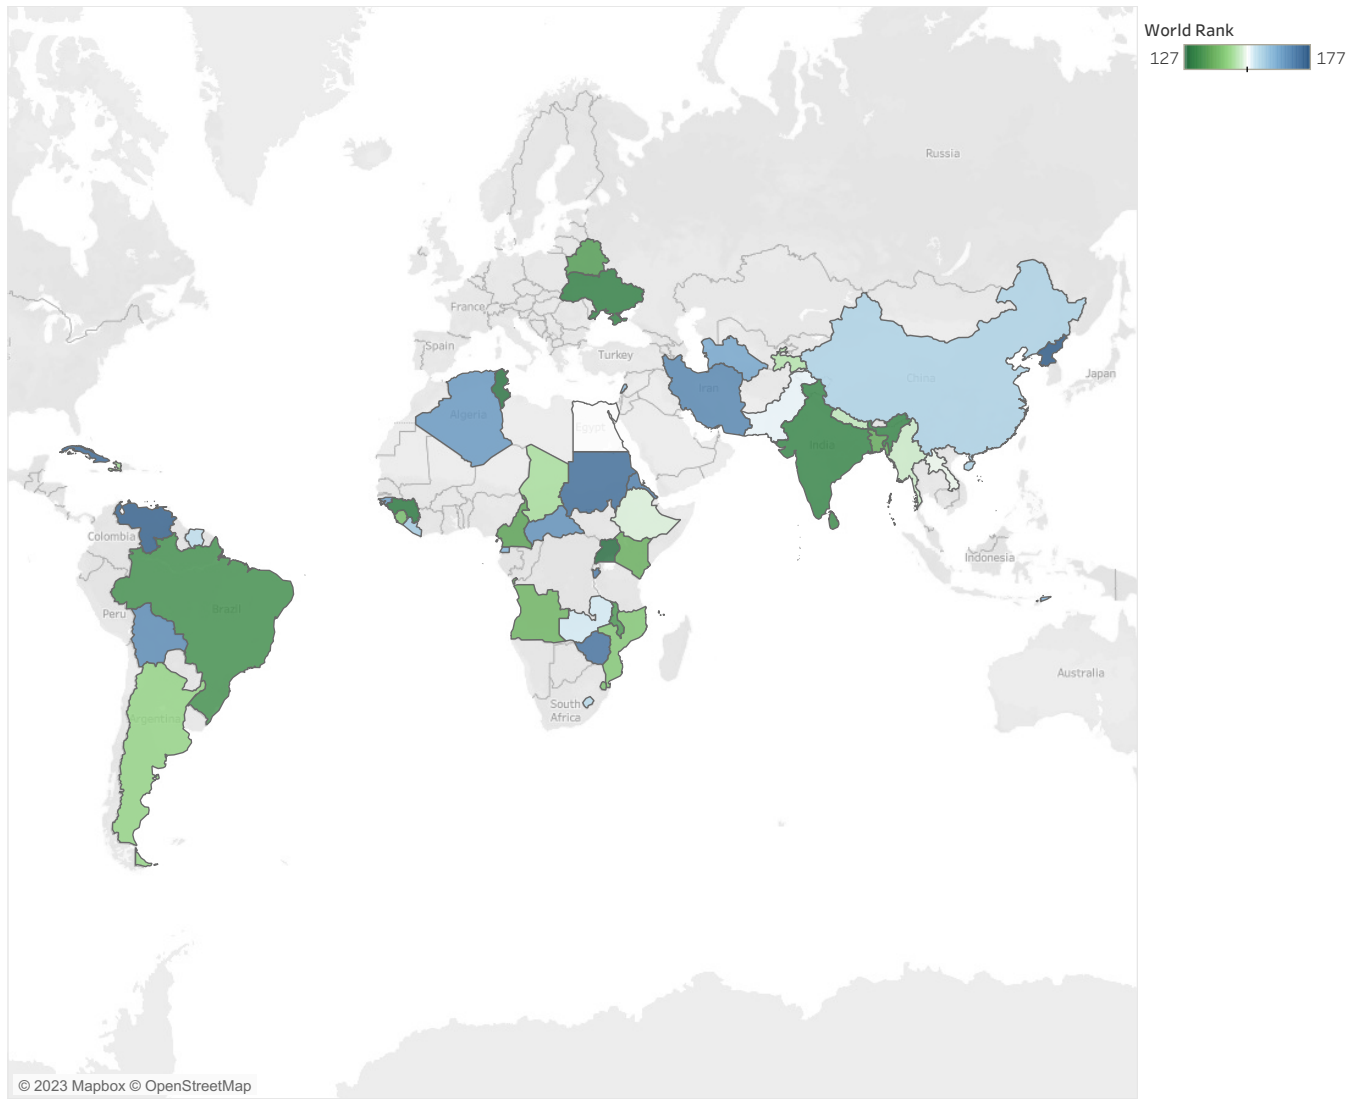 World Rank
127 177
Russia
France
Spain
Turkey
Japan
China
Iran
Algeria
Egypt
India
Colombia
Indonesia
Peru
Brazil
Australia
South
Africa
Argentina
© 2023 Mapbox © OpenStreetMap